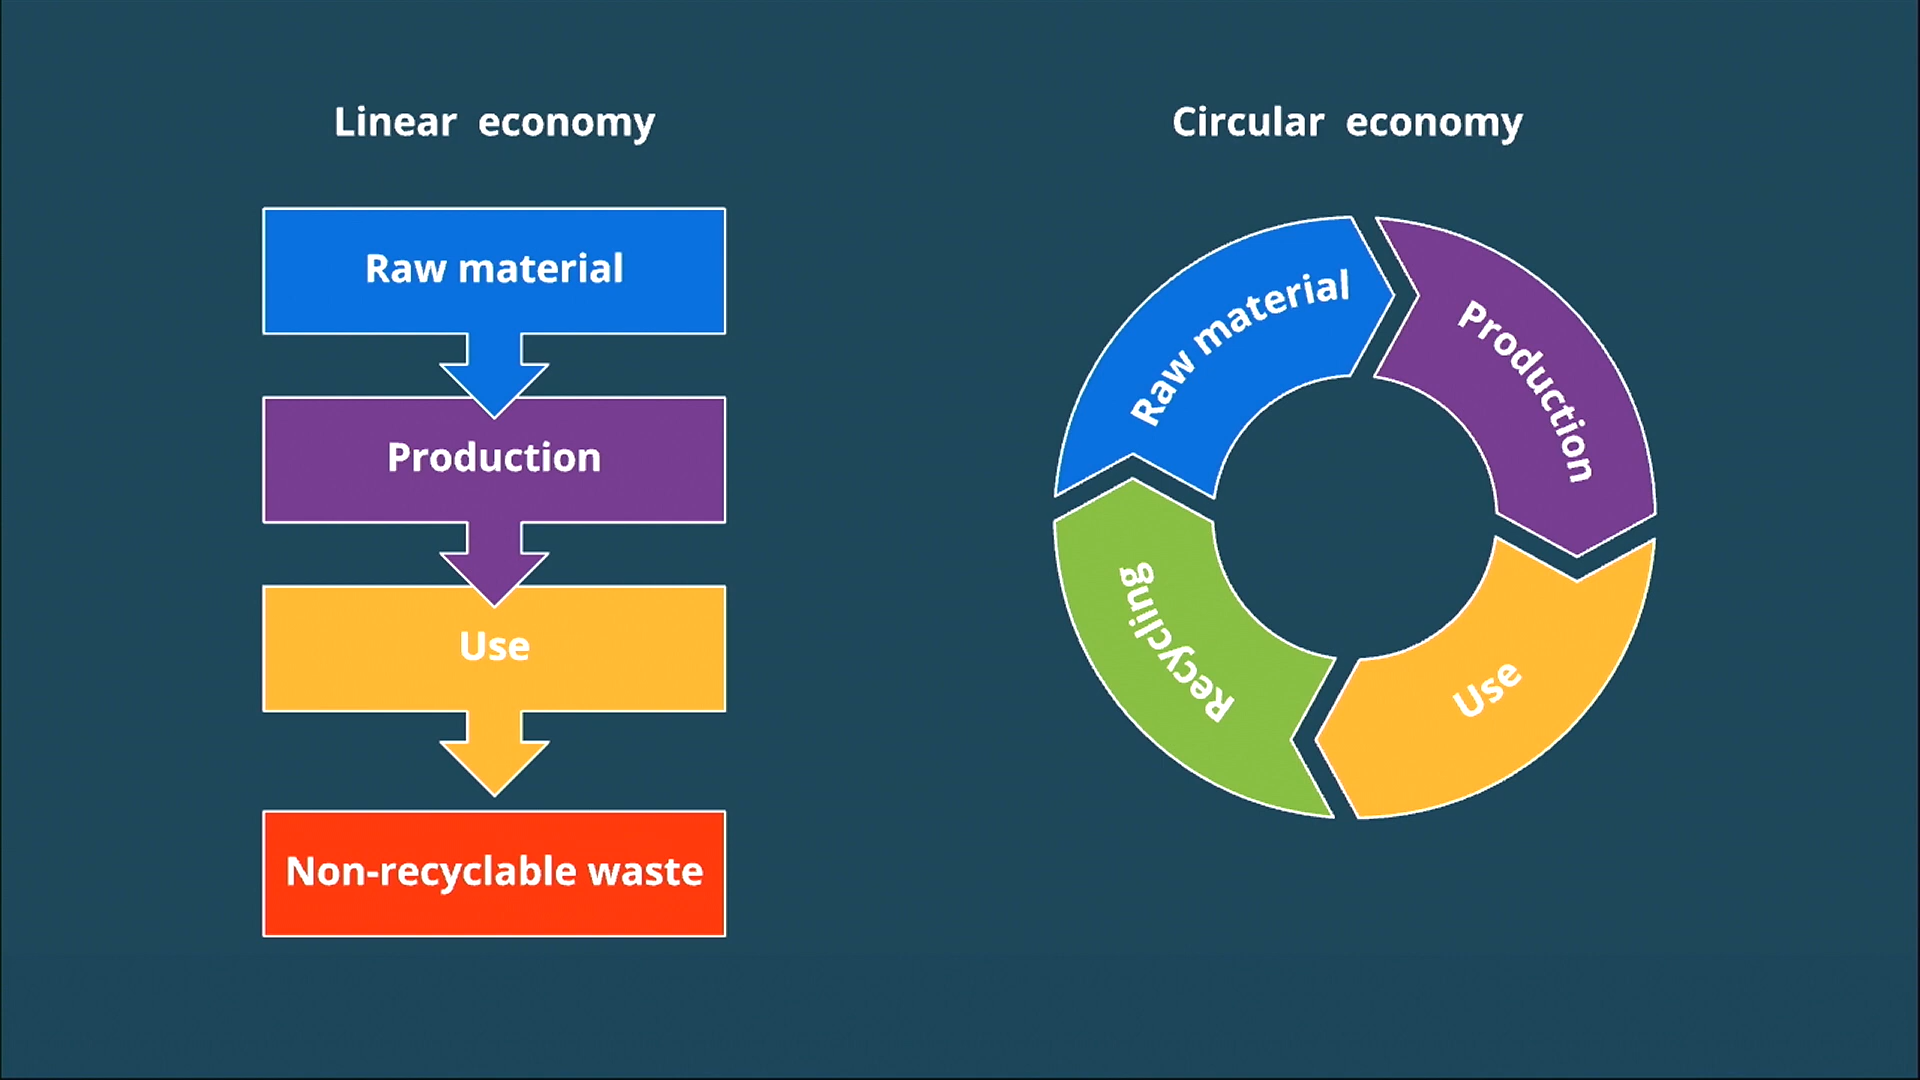 Linear economy
Raw material
Production
Use
Non-recyclable waste
Circular economy
Raw material
Production
Use
Recycling